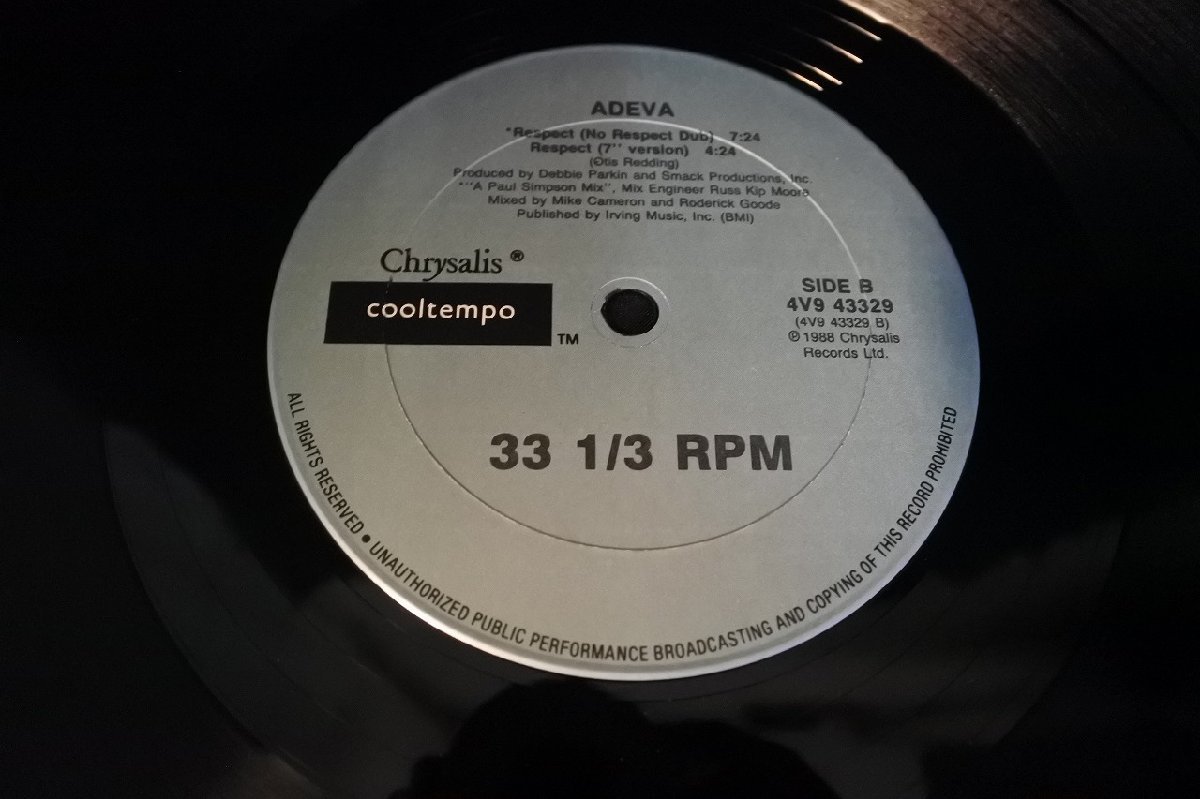 ADEVA
*Respect (No Respect Dub) 7:24
Respect (7" version) 4:24
(Otis Redding)
Produced by Debbie Parkin and Smack Productions, Inc.
*"A Paul Simpson Mix", Mix Engineer Russ Kip Moore
Mixed by Mike Cameron and Roderick Goode
Published by Irving Music, Inc. (BMI)
Chrysalis ®
cooltempo
TM
SIDE B
4V9 43329
(4V9 43329 B)
℗ 1988 Chrysalis
Records Ltd.
33 1/3 RPM
ALL RIGHTS RESERVED • UNAUTHORIZED PUBLIC PERFORMANCE BROADCASTING AND COPYING OF THIS RECORD PROHIBITED